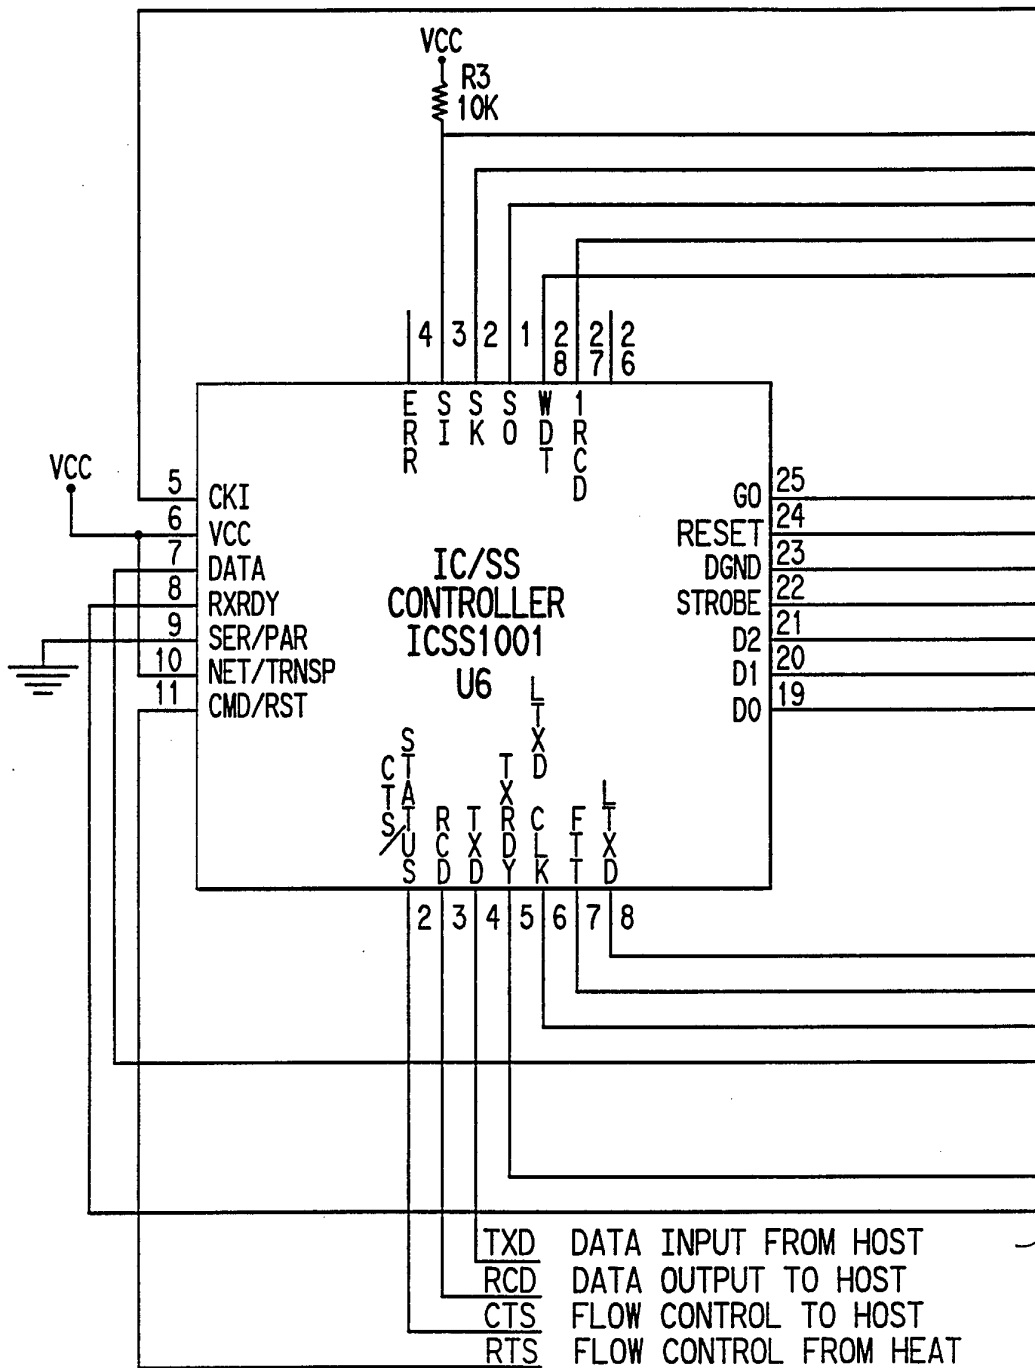 VCC
R3
10K
4 3 2 1 28 27 26
ERR SI SK SO WDT 1RCD
VCC
5 CKI
6 VCC
7 DATA
8 RXRDY
9 SER/PAR
10 NET/TRNSP
11 CMD/RST
IC/SS
CONTROLLER
ICSS1001
U6
GO 25
RESET 24
DGND 23
STROBE 22
D2 21
D1 20
D0 19
CTS/STATUS RCD TXD TXRDY LTXD CLK FTT LTXD
2 3 4 5 6 7 8
TXD DATA INPUT FROM HOST
RCD DATA OUTPUT TO HOST
CTS FLOW CONTROL TO HOST
RTS FLOW CONTROL FROM HEAT